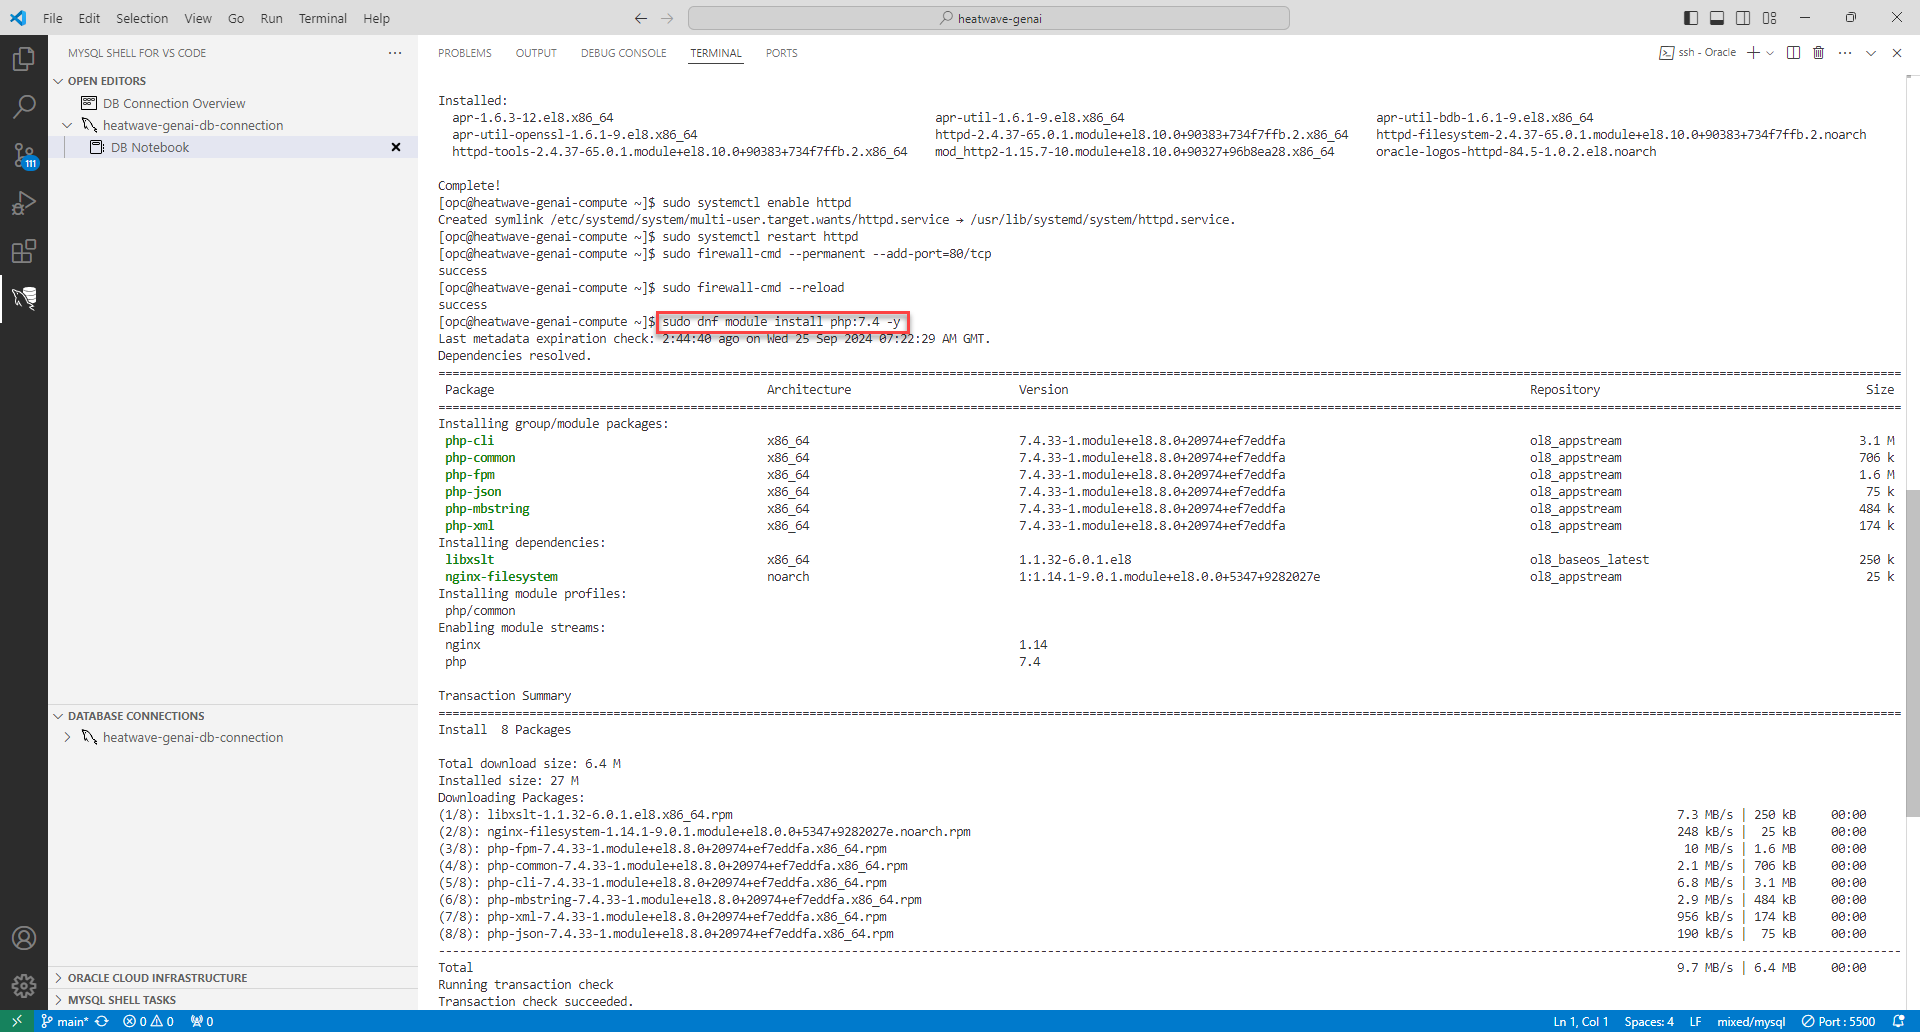 File Edit Selection View Go Run Terminal Help
heatwave-genai
MYSQL SHELL FOR VS CODE
OPEN EDITORS
DB Connection Overview
heatwave-genai-db-connection
DB Notebook
111
DATABASE CONNECTIONS
heatwave-genai-db-connection
ORACLE CLOUD INFRASTRUCTURE
MYSQL SHELL TASKS
PROBLEMS OUTPUT DEBUG CONSOLE TERMINAL PORTS
ssh - Oracle
Installed:
apr-1.6.3-12.el8.x86_64 apr-util-1.6.1-9.el8.x86_64 apr-util-bdb-1.6.1-9.el8.x86_64
apr-util-openssl-1.6.1-9.el8.x86_64 httpd-2.4.37-65.0.1.module+el8.10.0+90383+734f7ffb.2.x86_64 httpd-filesystem-2.4.37-65.0.1.module+el8.10.0+90383+734f7ffb.2.noarch
httpd-tools-2.4.37-65.0.1.module+el8.10.0+90383+734f7ffb.2.x86_64 mod_http2-1.15.7-10.module+el8.10.0+90327+96b8ea28.x86_64 oracle-logos-httpd-84.5-1.0.2.el8.noarch
Complete!
[opc@heatwave-genai-compute ~]$ sudo systemctl enable httpd
Created symlink /etc/systemd/system/multi-user.target.wants/httpd.service → /usr/lib/systemd/system/httpd.service.
[opc@heatwave-genai-compute ~]$ sudo systemctl restart httpd
[opc@heatwave-genai-compute ~]$ sudo firewall-cmd --permanent --add-port=80/tcp
success
[opc@heatwave-genai-compute ~]$ sudo firewall-cmd --reload
success
[opc@heatwave-genai-compute ~]$ sudo dnf module install php:7.4 -y
Last metadata expiration check: 2:44:40 ago on Wed 25 Sep 2024 07:22:29 AM GMT.
Dependencies resolved.
Package Architecture Version Repository Size
Installing group/module packages:
php-cli x86_64 7.4.33-1.module+el8.8.0+20974+ef7eddfa ol8_appstream 3.1 M
php-common x86_64 7.4.33-1.module+el8.8.0+20974+ef7eddfa ol8_appstream 706 k
php-fpm x86_64 7.4.33-1.module+el8.8.0+20974+ef7eddfa ol8_appstream 1.6 M
php-json x86_64 7.4.33-1.module+el8.8.0+20974+ef7eddfa ol8_appstream 75 k
php-mbstring x86_64 7.4.33-1.module+el8.8.0+20974+ef7eddfa ol8_appstream 484 k
php-xml x86_64 7.4.33-1.module+el8.8.0+20974+ef7eddfa ol8_appstream 174 k
Installing dependencies:
libxslt x86_64 1.1.32-6.0.1.el8 ol8_baseos_latest 250 k
nginx-filesystem noarch 1:1.14.1-9.0.1.module+el8.0.0+5347+9282027e ol8_appstream 25 k
Installing module profiles:
php/common
Enabling module streams:
nginx 1.14
php 7.4
Transaction Summary
Install 8 Packages
Total download size: 6.4 M
Installed size: 27 M
Downloading Packages:
(1/8): libxslt-1.1.32-6.0.1.el8.x86_64.rpm 7.3 MB/s | 250 kB 00:00
(2/8): nginx-filesystem-1.14.1-9.0.1.module+el8.0.0+5347+9282027e.noarch.rpm 248 kB/s | 25 kB 00:00
(3/8): php-fpm-7.4.33-1.module+el8.8.0+20974+ef7eddfa.x86_64.rpm 10 MB/s | 1.6 MB 00:00
(4/8): php-common-7.4.33-1.module+el8.8.0+20974+ef7eddfa.x86_64.rpm 2.1 MB/s | 706 kB 00:00
(5/8): php-cli-7.4.33-1.module+el8.8.0+20974+ef7eddfa.x86_64.rpm 6.8 MB/s | 3.1 MB 00:00
(6/8): php-mbstring-7.4.33-1.module+el8.8.0+20974+ef7eddfa.x86_64.rpm 2.9 MB/s | 484 kB 00:00
(7/8): php-xml-7.4.33-1.module+el8.8.0+20974+ef7eddfa.x86_64.rpm 956 kB/s | 174 kB 00:00
(8/8): php-json-7.4.33-1.module+el8.8.0+20974+ef7eddfa.x86_64.rpm 190 kB/s | 75 kB 00:00
Total 9.7 MB/s | 6.4 MB 00:00
Running transaction check
Transaction check succeeded.
main* 0 0 0 Ln 1, Col 1 Spaces: 4 LF mixed/mysql Port : 5500